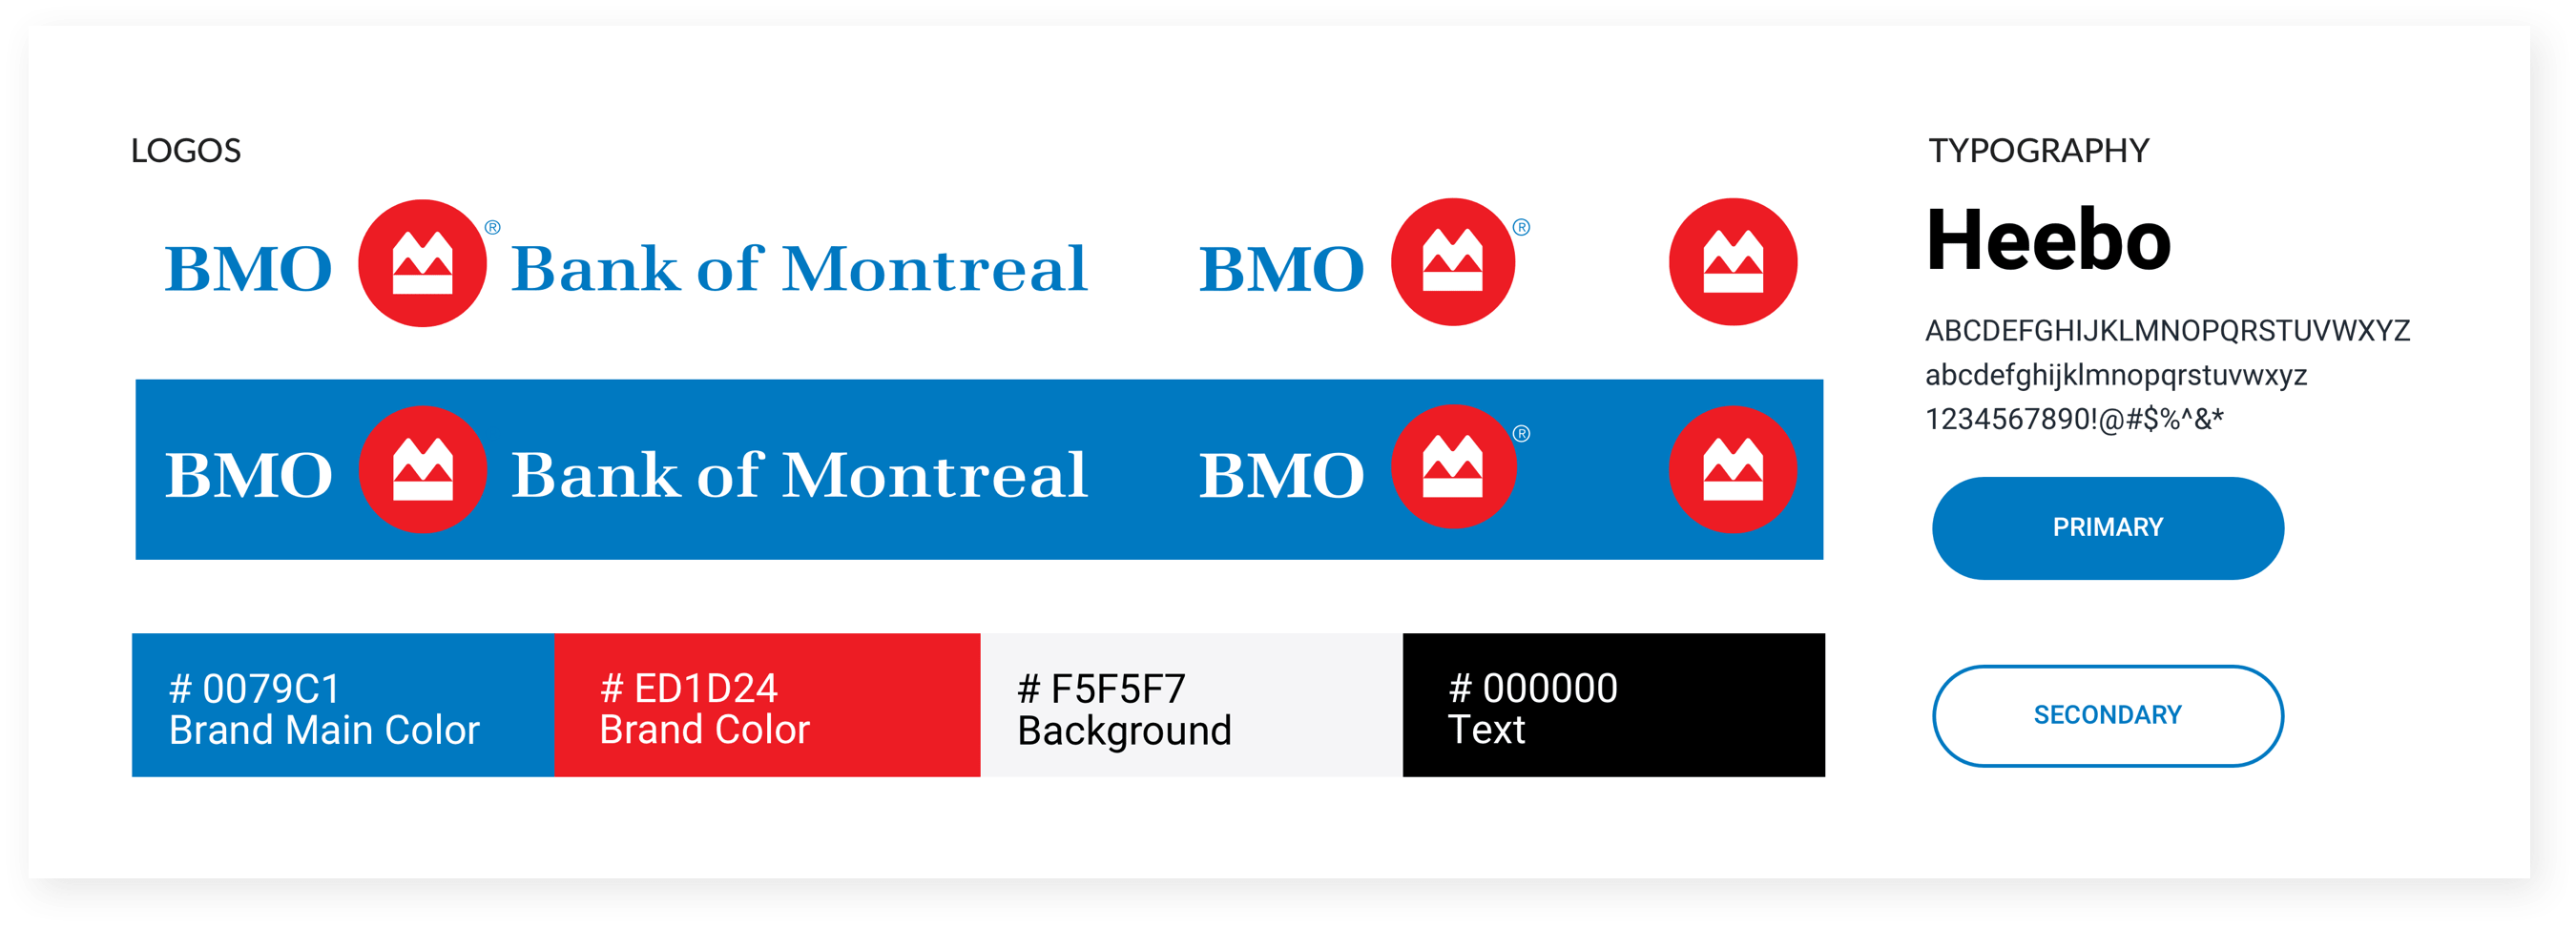 LOGOS
BMO ® Bank of Montreal
BMO ®
BMO Bank of Montreal
BMO ®
# 0079C1
Brand Main Color
# ED1D24
Brand Color
# F5F5F7
Background
# 000000
Text
TYPOGRAPHY
Heebo
ABCDEFGHIJKLMNOPQRSTUVWXYZ
abcdefghijklmnopqrstuvwxyz
1234567890!@#$%^&*
PRIMARY
SECONDARY